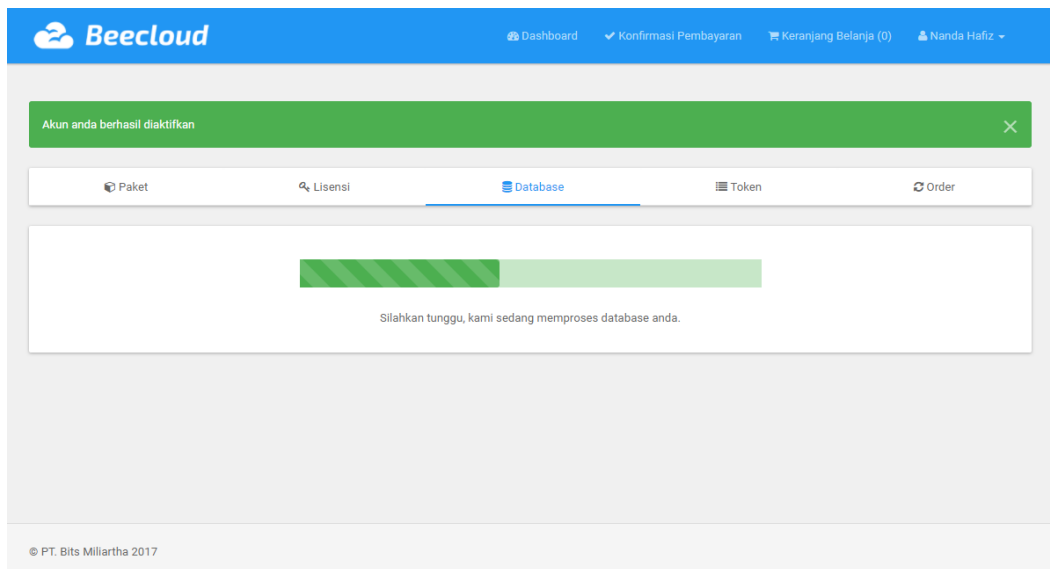 Beecloud
Dashboard
Konfirmasi Pembayaran
Keranjang Belanja (0)
Nanda Hafiz
Akun anda berhasil diaktifkan
Paket
Lisensi
Database
Token
Order
Silahkan tunggu, kami sedang memproses database anda.
© PT. Bits Miliartha 2017